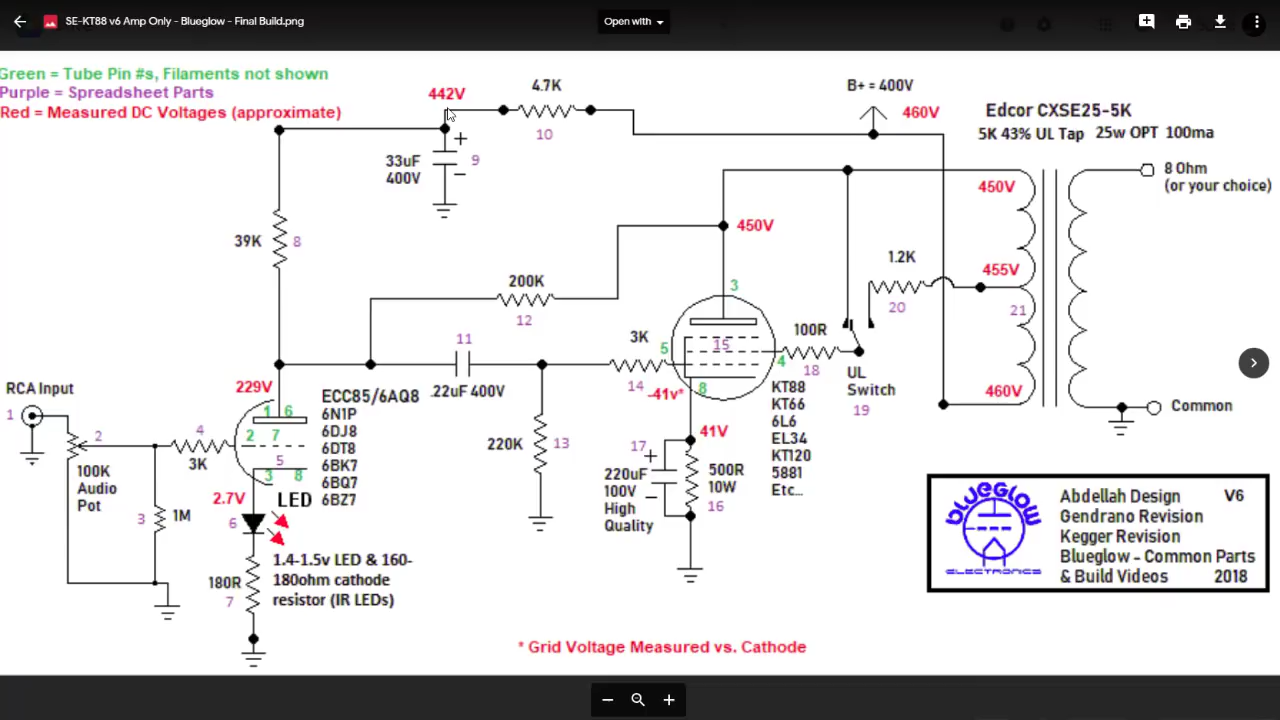 SE-KT88 v6 Amp Only - Blueglow - Final Build.png
Open with
Green = Tube Pin #s, Filaments not shown
Purple = Spreadsheet Parts
Red = Measured DC Voltages (approximate)
442V
4.7K
10
B+ = 400V
460V
Edcor CXSE25-5K
5K 43% UL Tap 25w OPT 100ma
+
33uF
400V
9
−
8 Ohm
(or your choice)
450V
39K
8
450V
1.2K
455V
200K
12
3
20
21
11
3K
5
15
100R
14
4
18
.22uF 400V
-41v*
8
UL
Switch
19
460V
229V
RCA Input
1
ECC85/6AQ8
6N1P
6DJ8
6DT8
6BK7
6BQ7
6BZ7
KT88
KT66
6L6
EL34
KT120
5881
Etc...
Common
1 6
2 7
5
3 8
2
4
3K
100K
Audio
Pot
3
1M
220K
13
41V
17
+
220uF
100V
−
High
Quality
500R
10W
16
2.7V
LED
6
1.4-1.5v LED & 160-
180ohm cathode
resistor (IR LEDs)
180R
7
BLUEGLOW
ELECTRONICS
Abdellah Design V6
Gendrano Revision
Kegger Revision
Blueglow - Common Parts
& Build Videos 2018
* Grid Voltage Measured vs. Cathode